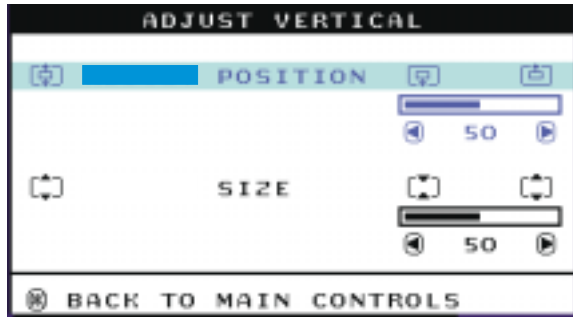 ADJUST VERTICAL
POSITION
50
SIZE
50
BACK TO MAIN CONTROLS